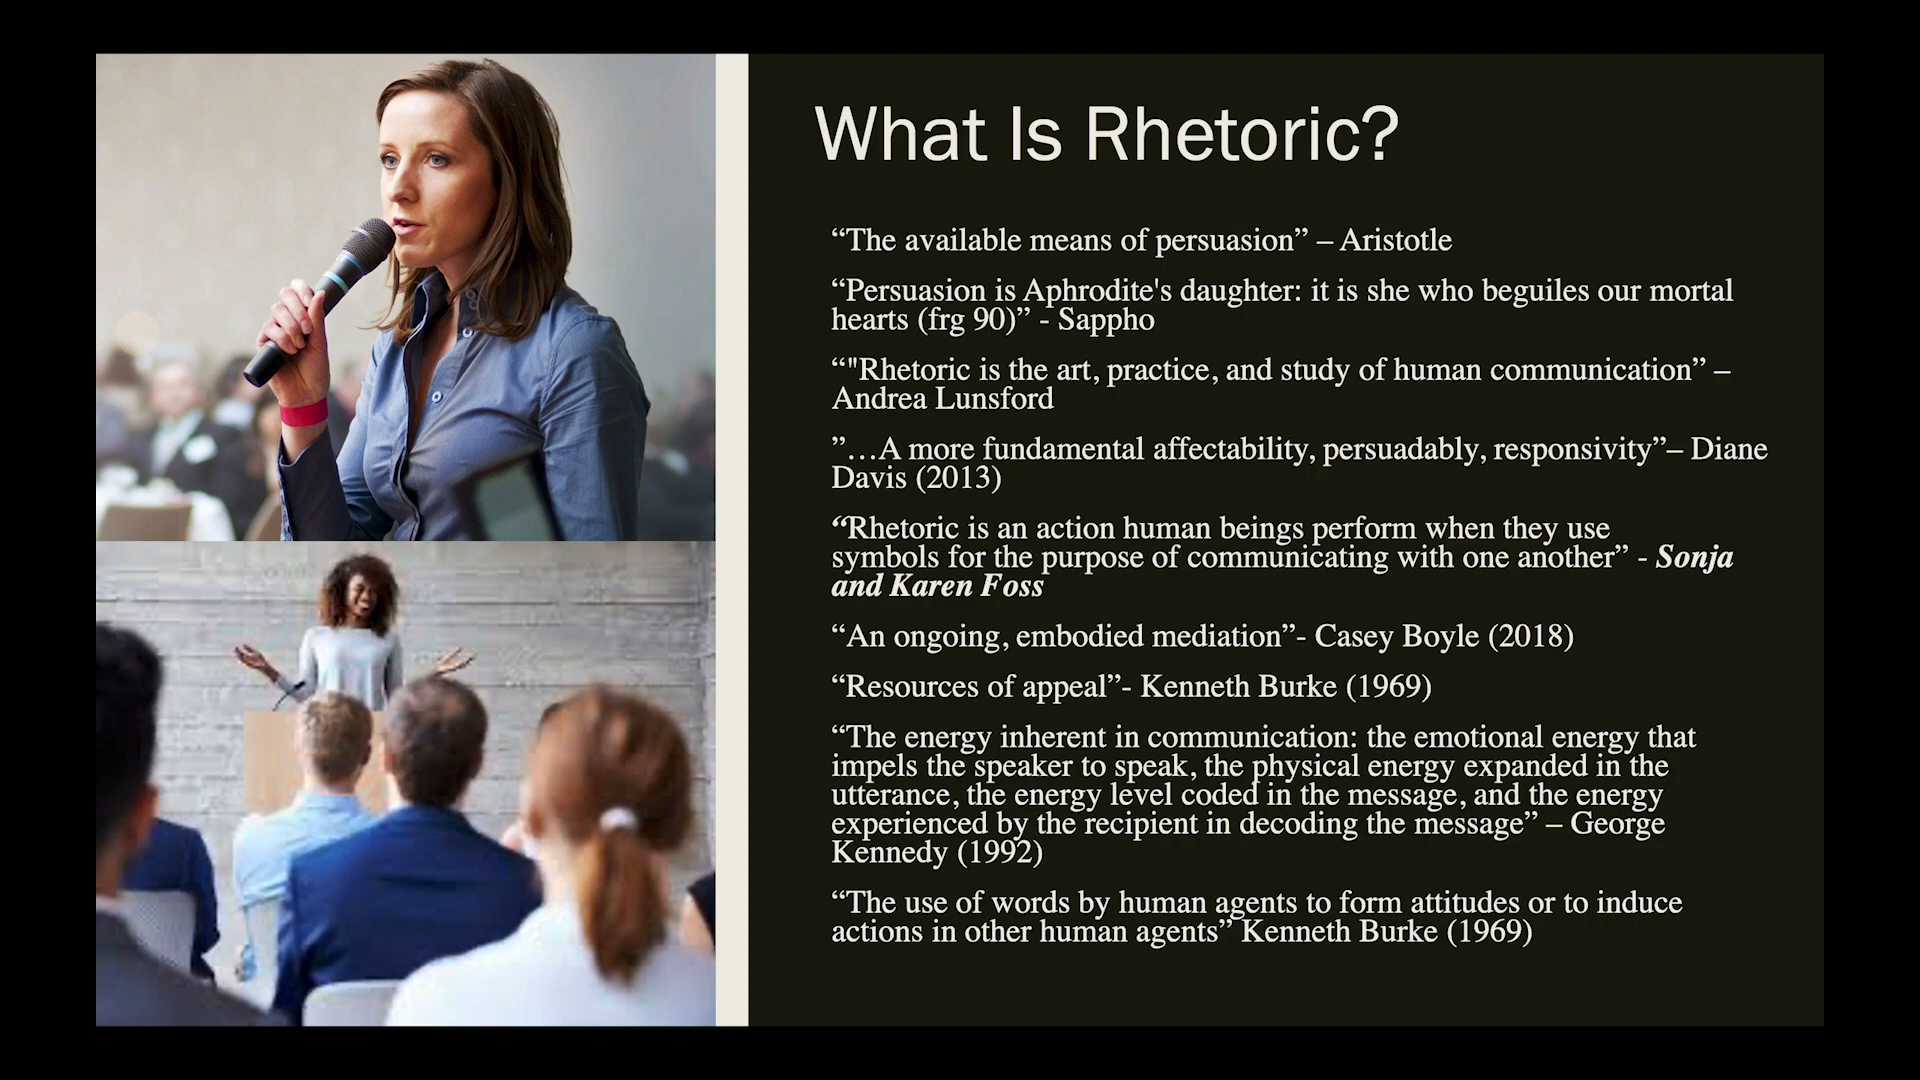 What Is Rhetoric?
“The available means of persuasion” – Aristotle
“Persuasion is Aphrodite's daughter: it is she who beguiles our mortal
hearts (frg 90)” - Sappho
“"Rhetoric is the art, practice, and study of human communication” –
Andrea Lunsford
”…A more fundamental affectability, persuadably, responsivity”– Diane
Davis (2013)
“Rhetoric is an action human beings perform when they use
symbols for the purpose of communicating with one another” - Sonja
and Karen Foss
“An ongoing, embodied mediation”- Casey Boyle (2018)
“Resources of appeal”- Kenneth Burke (1969)
“The energy inherent in communication: the emotional energy that
impels the speaker to speak, the physical energy expanded in the
utterance, the energy level coded in the message, and the energy
experienced by the recipient in decoding the message” – George
Kennedy (1992)
“The use of words by human agents to form attitudes or to induce
actions in other human agents” Kenneth Burke (1969)